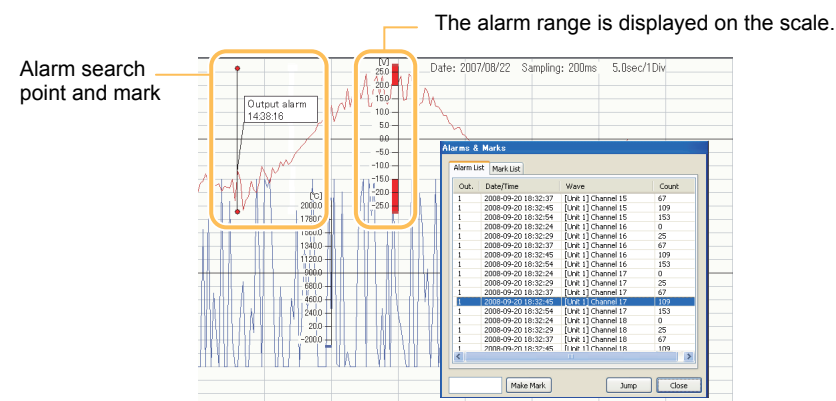 The alarm range is displayed on the scale.
Alarm search
point and mark
Date: 2007/08/22 Sampling: 200ms 5.0sec/1Div
[V]
25.0
20.0
15.0
10.0
5.0
0.0
-5.0
-10.0
-15.0
-20.0
-25.0
Output alarm
14:38:16
[°C]
2000.0
1780.0
1560.0
1340.0
1120.0
900.0
680.0
460.0
240.0
20.0
-200.0
Alarms & Marks
Alarm List Mark List
Out. Date/Time Wave Count
1 2008-09-20 18:32:37 [Unit 1] Channel 15 67
1 2008-09-20 18:32:45 [Unit 1] Channel 15 109
1 2008-09-20 18:32:54 [Unit 1] Channel 15 153
1 2008-09-20 18:32:24 [Unit 1] Channel 16 0
1 2008-09-20 18:32:29 [Unit 1] Channel 16 25
1 2008-09-20 18:32:37 [Unit 1] Channel 16 67
1 2008-09-20 18:32:45 [Unit 1] Channel 16 109
1 2008-09-20 18:32:54 [Unit 1] Channel 16 153
1 2008-09-20 18:32:24 [Unit 1] Channel 17 0
1 2008-09-20 18:32:29 [Unit 1] Channel 17 25
1 2008-09-20 18:32:37 [Unit 1] Channel 17 67
1 2008-09-20 18:32:45 [Unit 1] Channel 17 109
1 2008-09-20 18:32:54 [Unit 1] Channel 17 153
1 2008-09-20 18:32:24 [Unit 1] Channel 18 0
1 2008-09-20 18:32:29 [Unit 1] Channel 18 25
1 2008-09-20 18:32:37 [Unit 1] Channel 18 67
1 2008-09-20 18:32:45 [Unit 1] Channel 18 109
Make Mark Jump Close